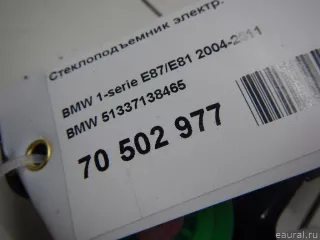 Стеклоподъемник электр.
BMW 1-serie E87/E81 2004-2011
BMW 51337138465
70 502 977
eaural.ru